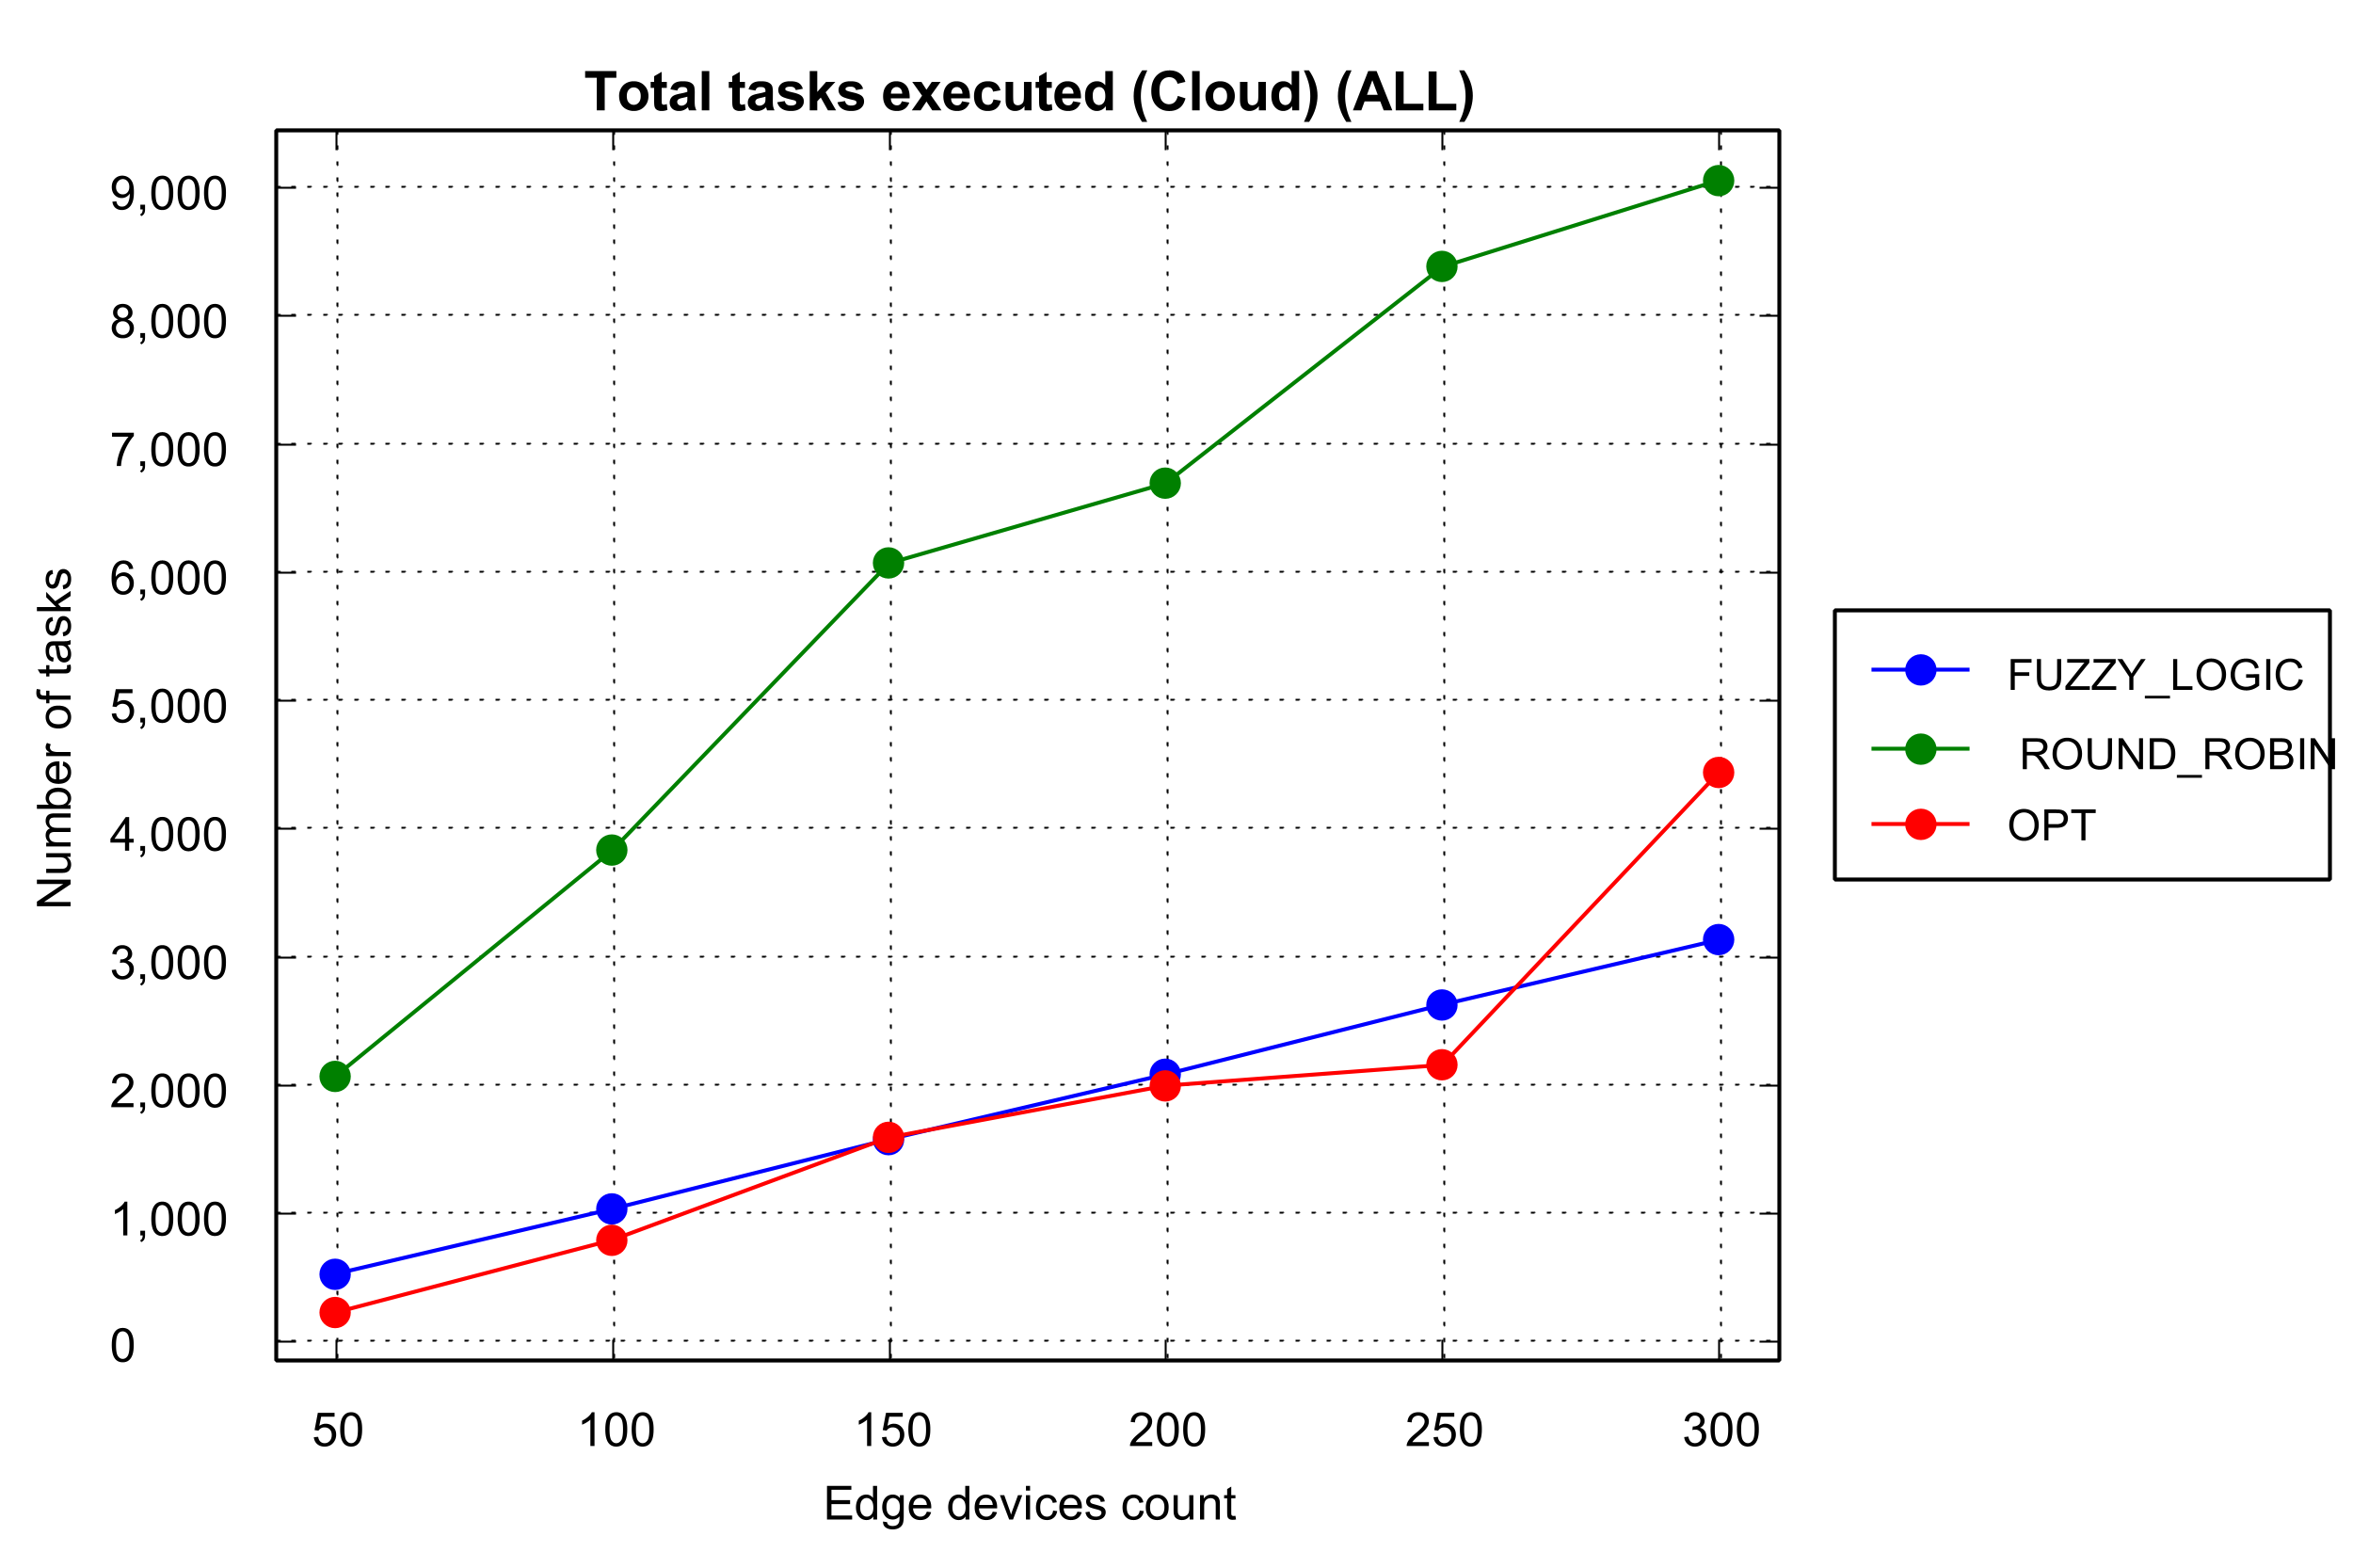 Total tasks executed (Cloud) (ALL)
9,000
8,000
7,000
6,000
5,000
4,000
3,000
2,000
1,000
0
Number of tasks
50 100 150 200 250 300
Edge devices count
FUZZY_LOGIC
ROUND_ROBIN
OPT